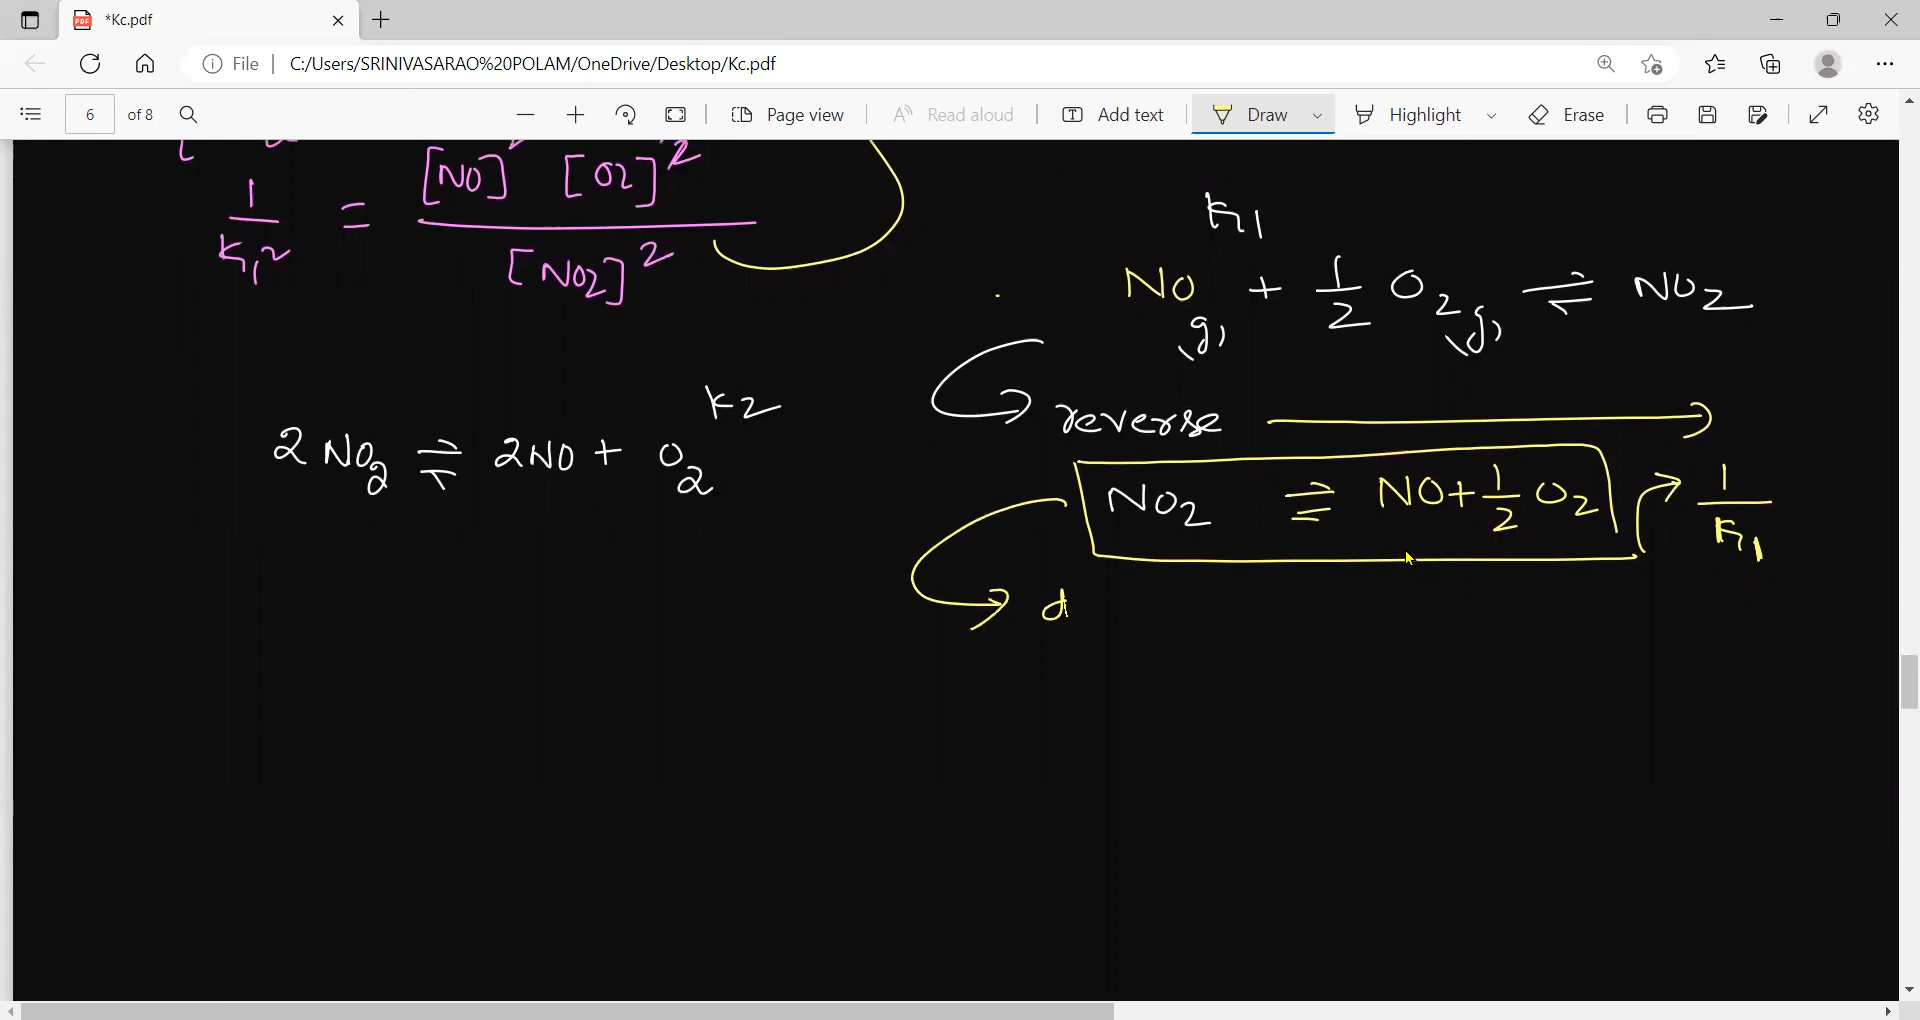 *Kc.pdf
File | C:/Users/SRINIVASARAO%20POLAM/OneDrive/Desktop/Kc.pdf
6 of 8 Page view Read aloud Add text Draw Highlight Erase
1/K₁² = [NO]² [O2]² / [NO2]²
K1
NO(g) + 1/2 O2(g) ⇌ NO2
reverse
K2
2NO2 ⇌ 2NO + O2
NO2 ⇌ NO + 1/2 O2 1/K1
d